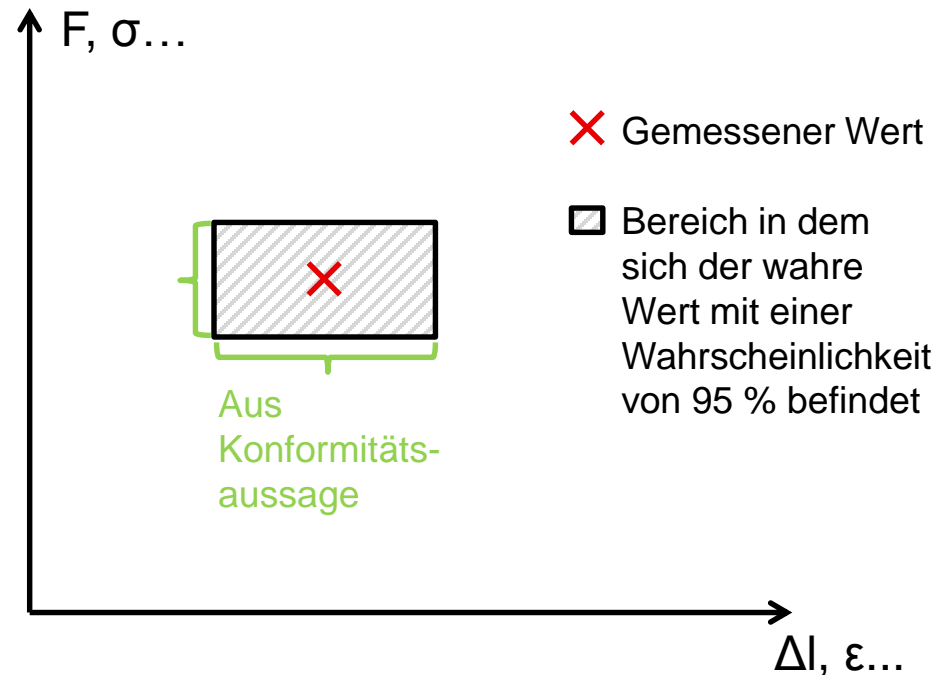 F, σ…
Gemessener Wert
Bereich in dem
sich der wahre
Wert mit einer
Wahrscheinlichkeit
von 95 % befindet
Aus
Konformitäts-
aussage
Δl, ε...